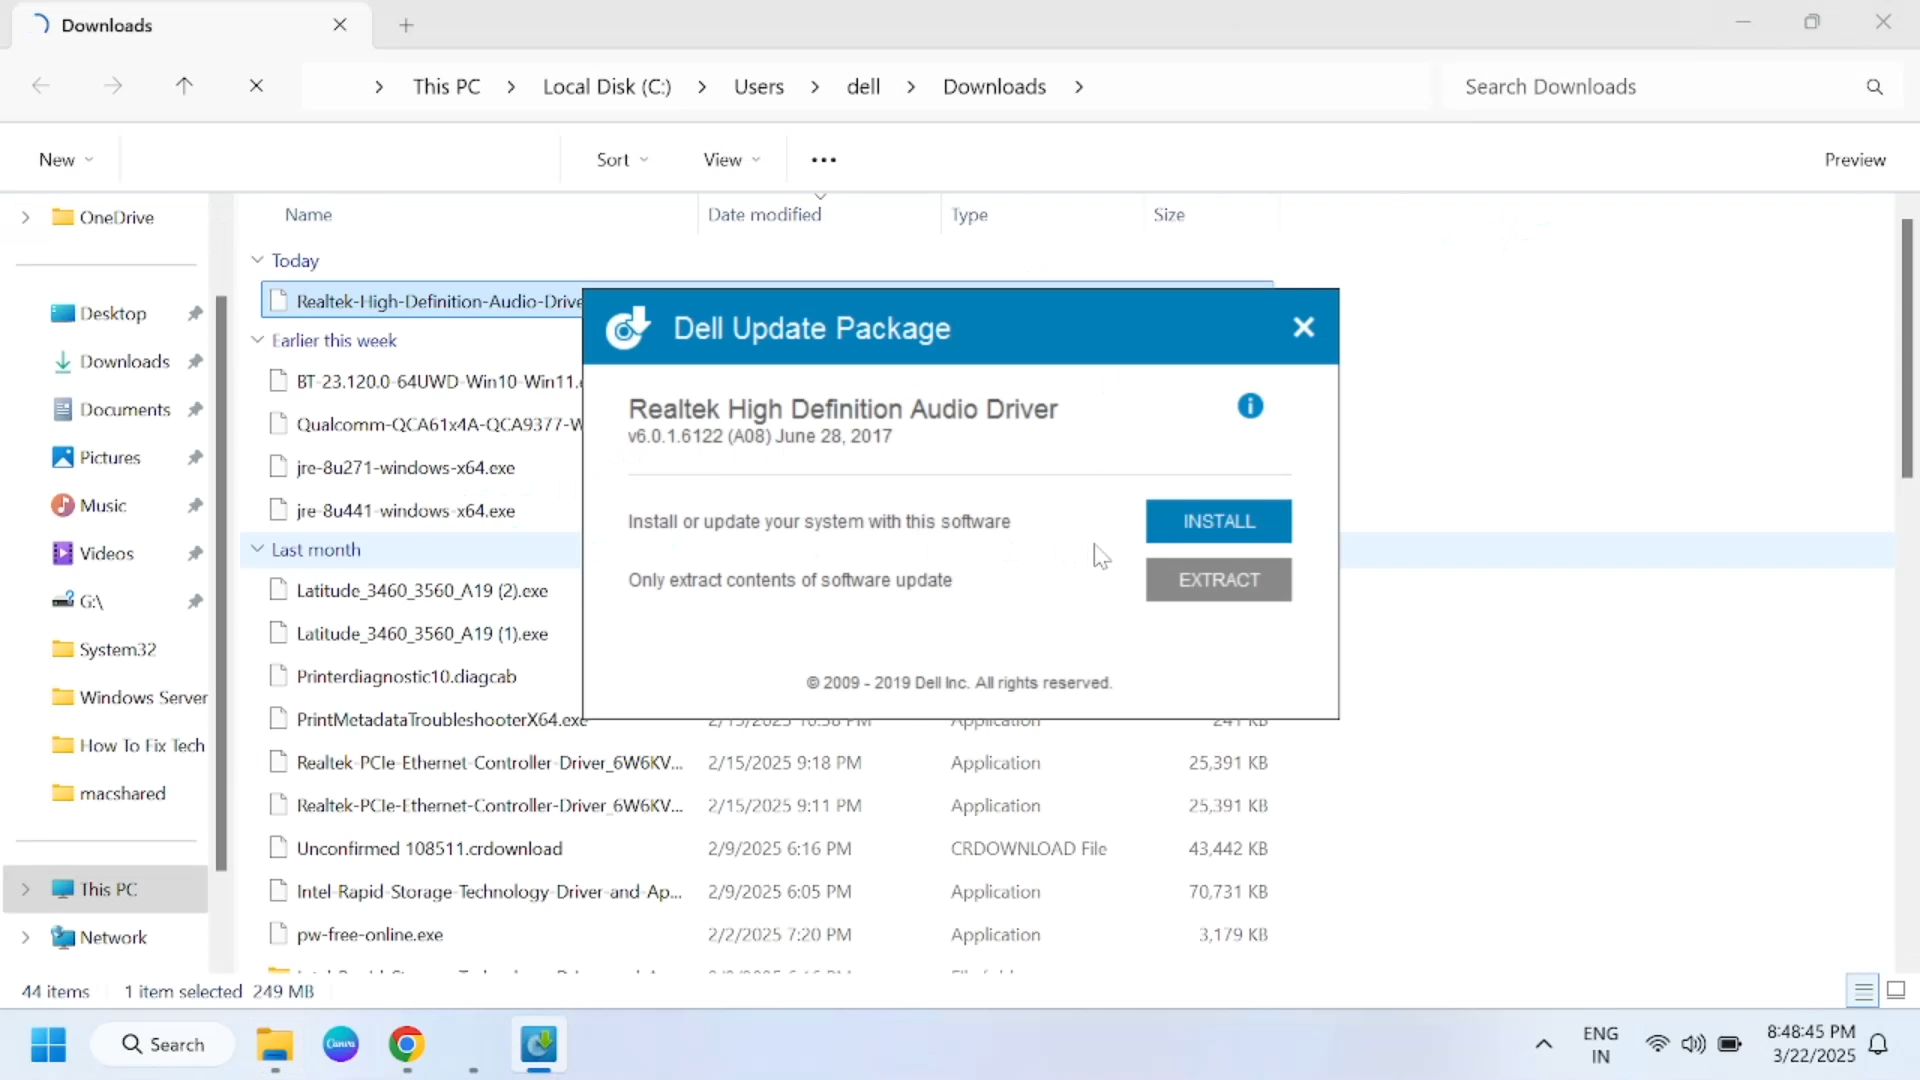 Downloads
This PC > Local Disk (C:) > Users > dell > Downloads >
Search Downloads
New
Sort
View
Preview
OneDrive
Desktop
Downloads
Documents
Pictures
Music
Videos
G:\
System32
Windows Server
How To Fix Tech
macshared
This PC
Network
Name Date modified Type Size
Today
Realtek-High-Definition-Audio-Drive
Earlier this week
BT-23.120.0-64UWD-Win10-Win11.
Qualcomm-QCA61x4A-QCA9377-W
jre-8u271-windows-x64.exe
jre-8u441-windows-x64.exe
Last month
Latitude_3460_3560_A19 (2).exe
Latitude_3460_3560_A19 (1).exe
Printerdiagnostic10.diagcab
PrintMetadataTroubleshooterX64.exe
Realtek-PCIe-Ethernet-Controller-Driver_6W6KV... 2/15/2025 9:18 PM Application 25,391 KB
Realtek-PCIe-Ethernet-Controller-Driver_6W6KV... 2/15/2025 9:11 PM Application 25,391 KB
Unconfirmed 108511.crdownload 2/9/2025 6:16 PM CRDOWNLOAD File 43,442 KB
Intel-Rapid-Storage-Technology-Driver-and-Ap... 2/9/2025 6:05 PM Application 70,731 KB
pw-free-online.exe 2/2/2025 7:20 PM Application 3,179 KB
Dell Update Package
Realtek High Definition Audio Driver
v6.0.1.6122 (A08) June 28, 2017
Install or update your system with this software
INSTALL
Only extract contents of software update
EXTRACT
© 2009 - 2019 Dell Inc. All rights reserved.
44 items 1 item selected 249 MB
Search
Canva
ENG
IN
8:48:45 PM
3/22/2025